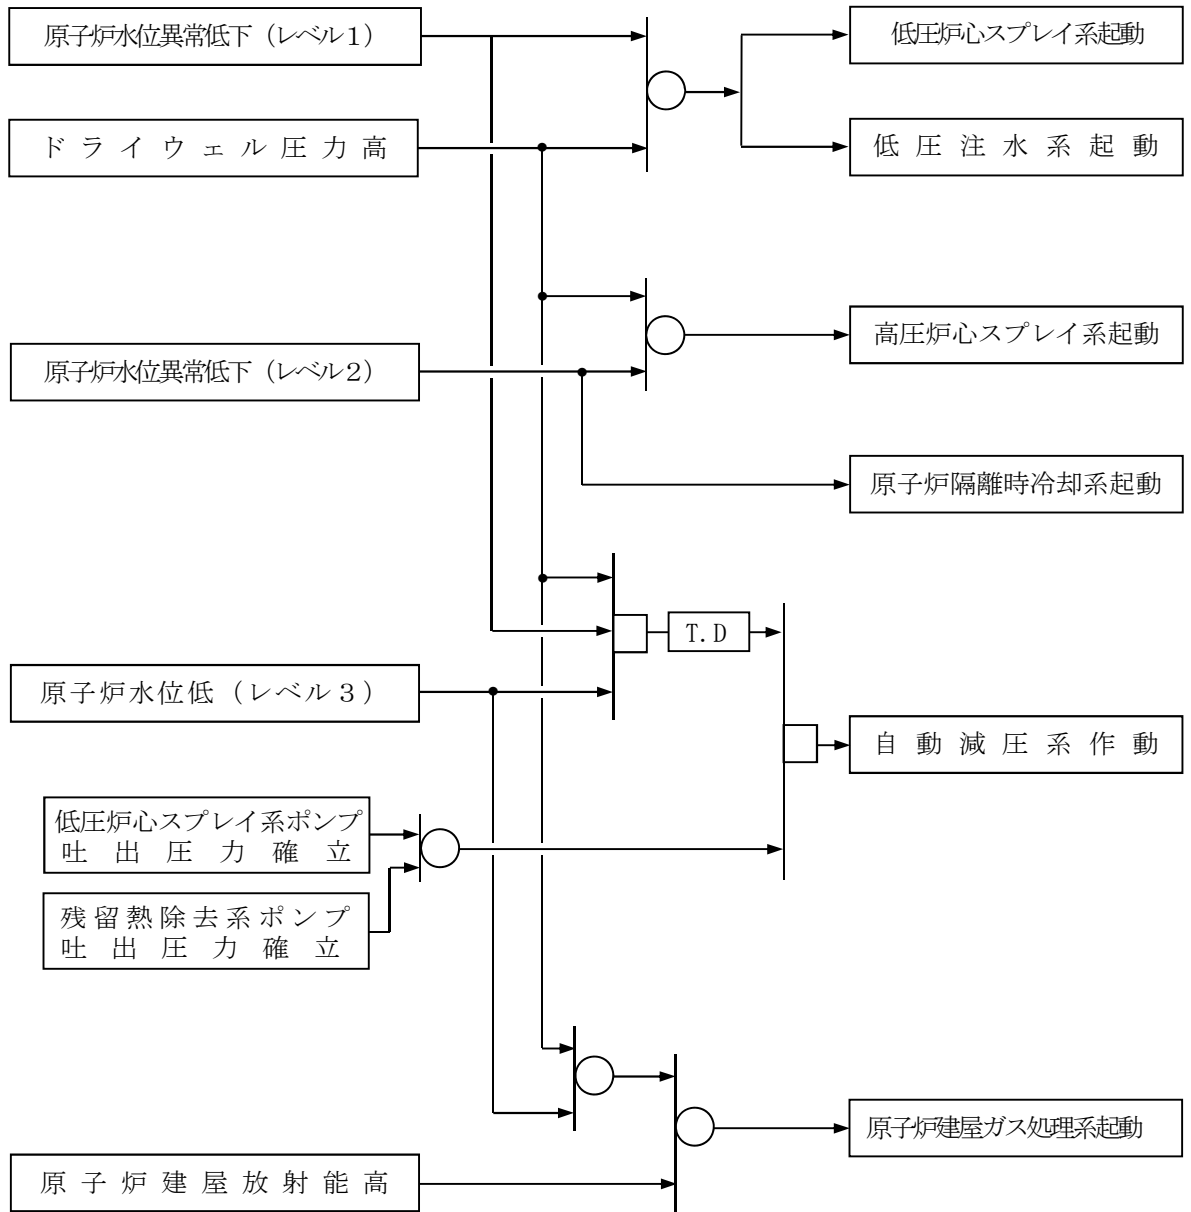 原子炉水位異常低下（レベル１）
低圧炉心スプレイ系起動
ドライウェル圧力高
低圧注水系起動
高圧炉心スプレイ系起動
原子炉水位異常低下（レベル２）
原子炉隔離時冷却系起動
T.D
原子炉水位低（レベル３）
自動減圧系作動
低圧炉心スプレイ系ポンプ
吐出圧力確立
残留熱除去系ポンプ
吐出圧力確立
原子炉建屋ガス処理系起動
原子炉建屋放射能高